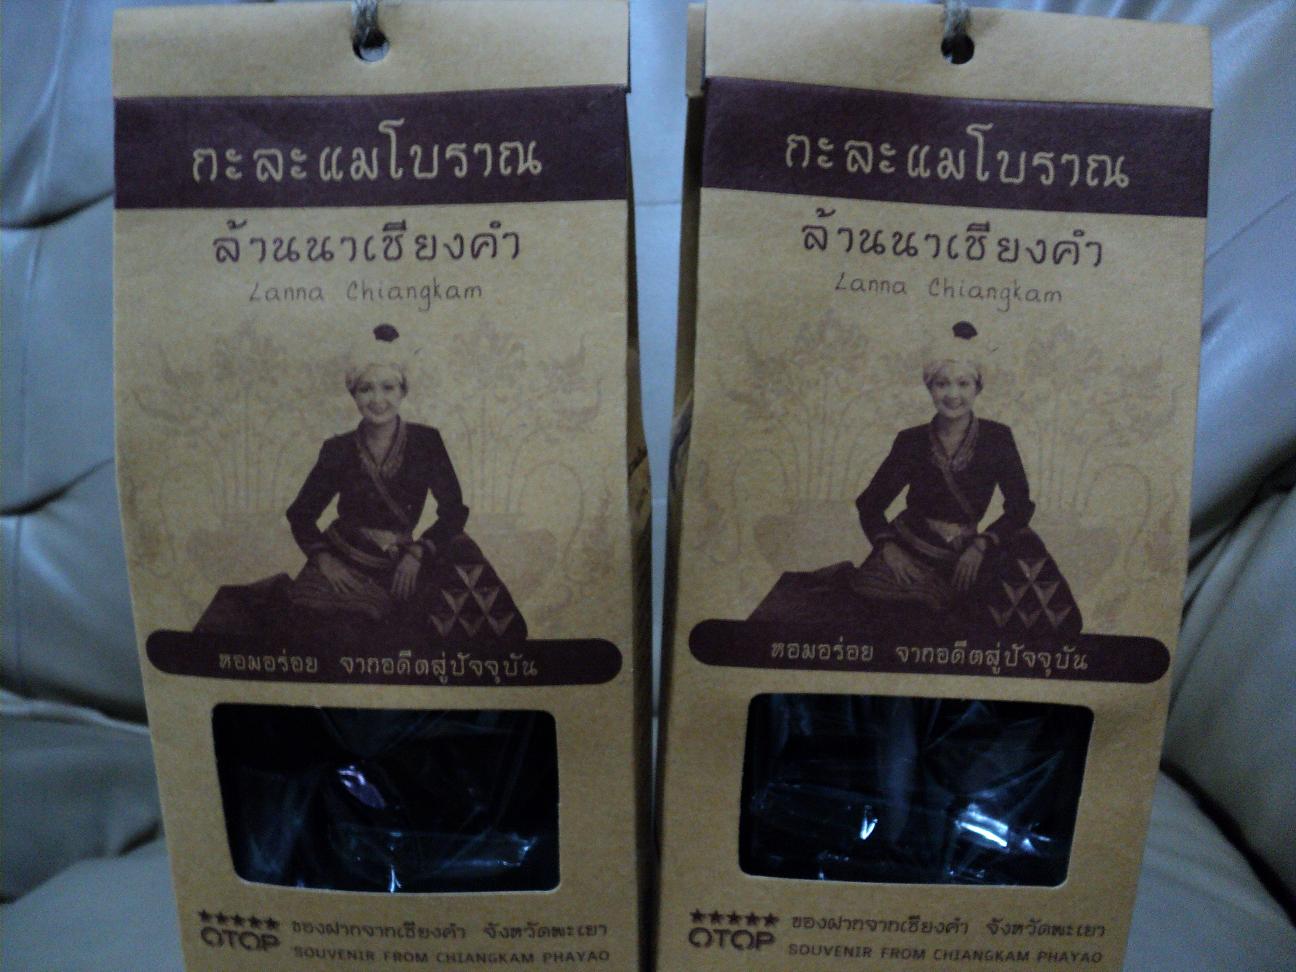 กะละแมโบราณ
ล้านนาเชียงคำ
Lanna Chiangkam
หอมอร่อย จากอดีตสู่ปัจจุบัน
OTOP
ของฝากจากเชียงคำ จังหวัดพะเยา
SOUVENIR FROM CHIANGKAM PHAYAO
กะละแมโบราณ
ล้านนาเชียงคำ
Lanna Chiangkam
หอมอร่อย จากอดีตสู่ปัจจุบัน
OTOP
ของฝากจากเชียงคำ จังหวัดพะเยา
SOUVENIR FROM CHIANGKAM PHAYAO